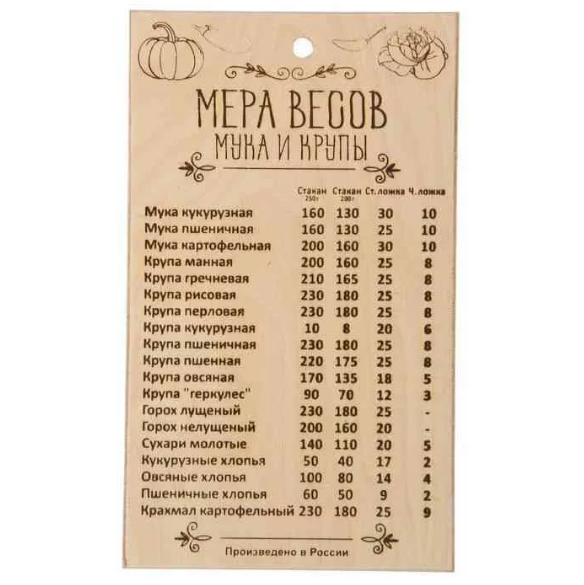 МЕРА ВЕСОВ
МУКА И КРУПЫ
Стакан 250г Стакан 200г Ст.ложка Ч.ложка
Мука кукурузная 160 130 30 10
Мука пшеничная 160 130 25 10
Мука картофельная 200 160 30 10
Крупа манная 200 160 25 8
Крупа гречневая 210 165 25 8
Крупа рисовая 230 180 25 8
Крупа перловая 230 180 25 8
Крупа кукурузная 10 8 20 6
Крупа пшеничная 230 180 25 8
Крупа пшенная 220 175 25 8
Крупа овсяная 170 135 18 5
Крупа "геркулес" 90 70 12 3
Горох лущеный 230 180 25 -
Горох нелущеный 200 160 20 -
Сухари молотые 140 110 20 5
Кукурузные хлопья 50 40 17 2
Овсяные хлопья 100 80 14 4
Пшеничные хлопья 60 50 9 2
Крахмал картофельный 230 180 25 9
Произведено в России